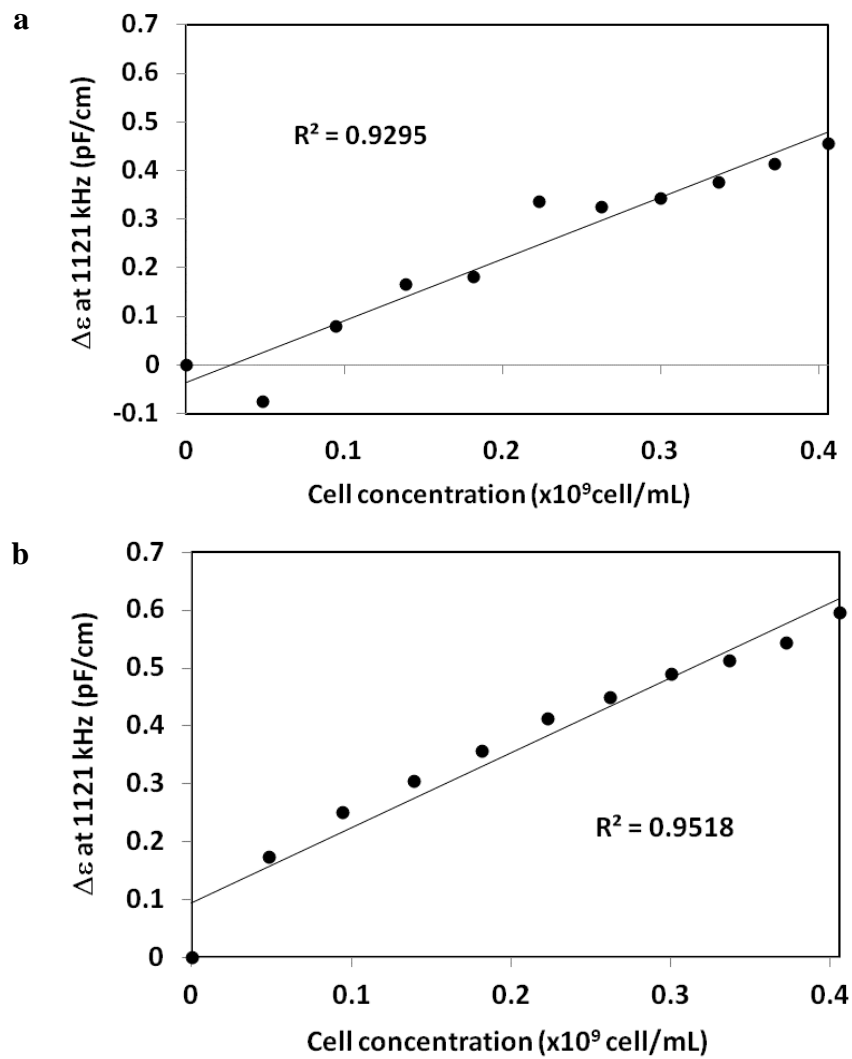 a
0.7
0.6
0.5
0.4
0.3
0.2
0.1
0
-0.1
Δε at 1121 kHz (pF/cm)
R² = 0.9295
0 0.1 0.2 0.3 0.4
Cell concentration (x10⁹cell/mL)
b
0.7
0.6
0.5
0.4
0.3
0.2
0.1
0
Δε at 1121 kHz (pF/cm)
R² = 0.9518
0 0.1 0.2 0.3 0.4
Cell concentration (x10⁹ cell/mL)